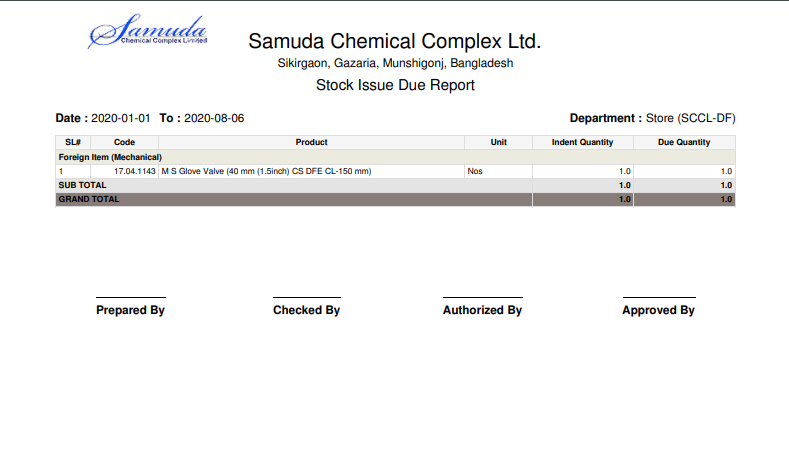 Samuda
Chemical Complex Limited
Samuda Chemical Complex Ltd.
Sikirgaon, Gazaria, Munshigonj, Bangladesh
Stock Issue Due Report
Date : 2020-01-01 To : 2020-08-06 Department : Store (SCCL-DF)
SL# Code Product Unit Indent Quantity Due Quantity
Foreign Item (Mechanical)
1 17.04.1143 M S Glove Valve (40 mm (1.5inch) CS DFE CL-150 mm) Nos 1.0 1.0
SUB TOTAL 1.0 1.0
GRAND TOTAL 1.0 1.0
Prepared By Checked By Authorized By Approved By